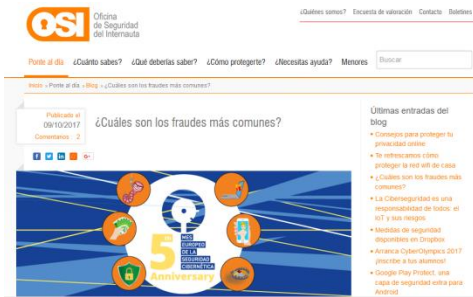 ¿Quiénes somos? Encuesta de valoración Contacto Boletines
OSI
Oficina
de Seguridad
del Internauta
Ponte al día ¿Cuánto sabes? ¿Qué deberías saber? ¿Cómo protegerte? ¿Necesitas ayuda? Menores Buscar
Inicio » Ponte al día » Blog » ¿Cuáles son los fraudes más comunes?
Publicado el
09/10/2017
Comentarios 2
¿Cuáles son los fraudes más comunes?
5
MES
EUROPEO
DE LA
SEGURIDAD
CIBERNÉTICA
Anniversary
Últimas entradas del
blog
Consejos para proteger tu
privacidad online
Te refrescamos cómo
proteger la red wifi de casa
¿Cuáles son los fraudes más
comunes?
La Ciberseguridad es una
responsabilidad de todos: el
IoT y sus riesgos
Medidas de seguridad
disponibles en Dropbox
Arranca CyberOlympics 2017
¡inscribe a tus alumnos!
Google Play Protect, una
capa de seguridad extra para
Android